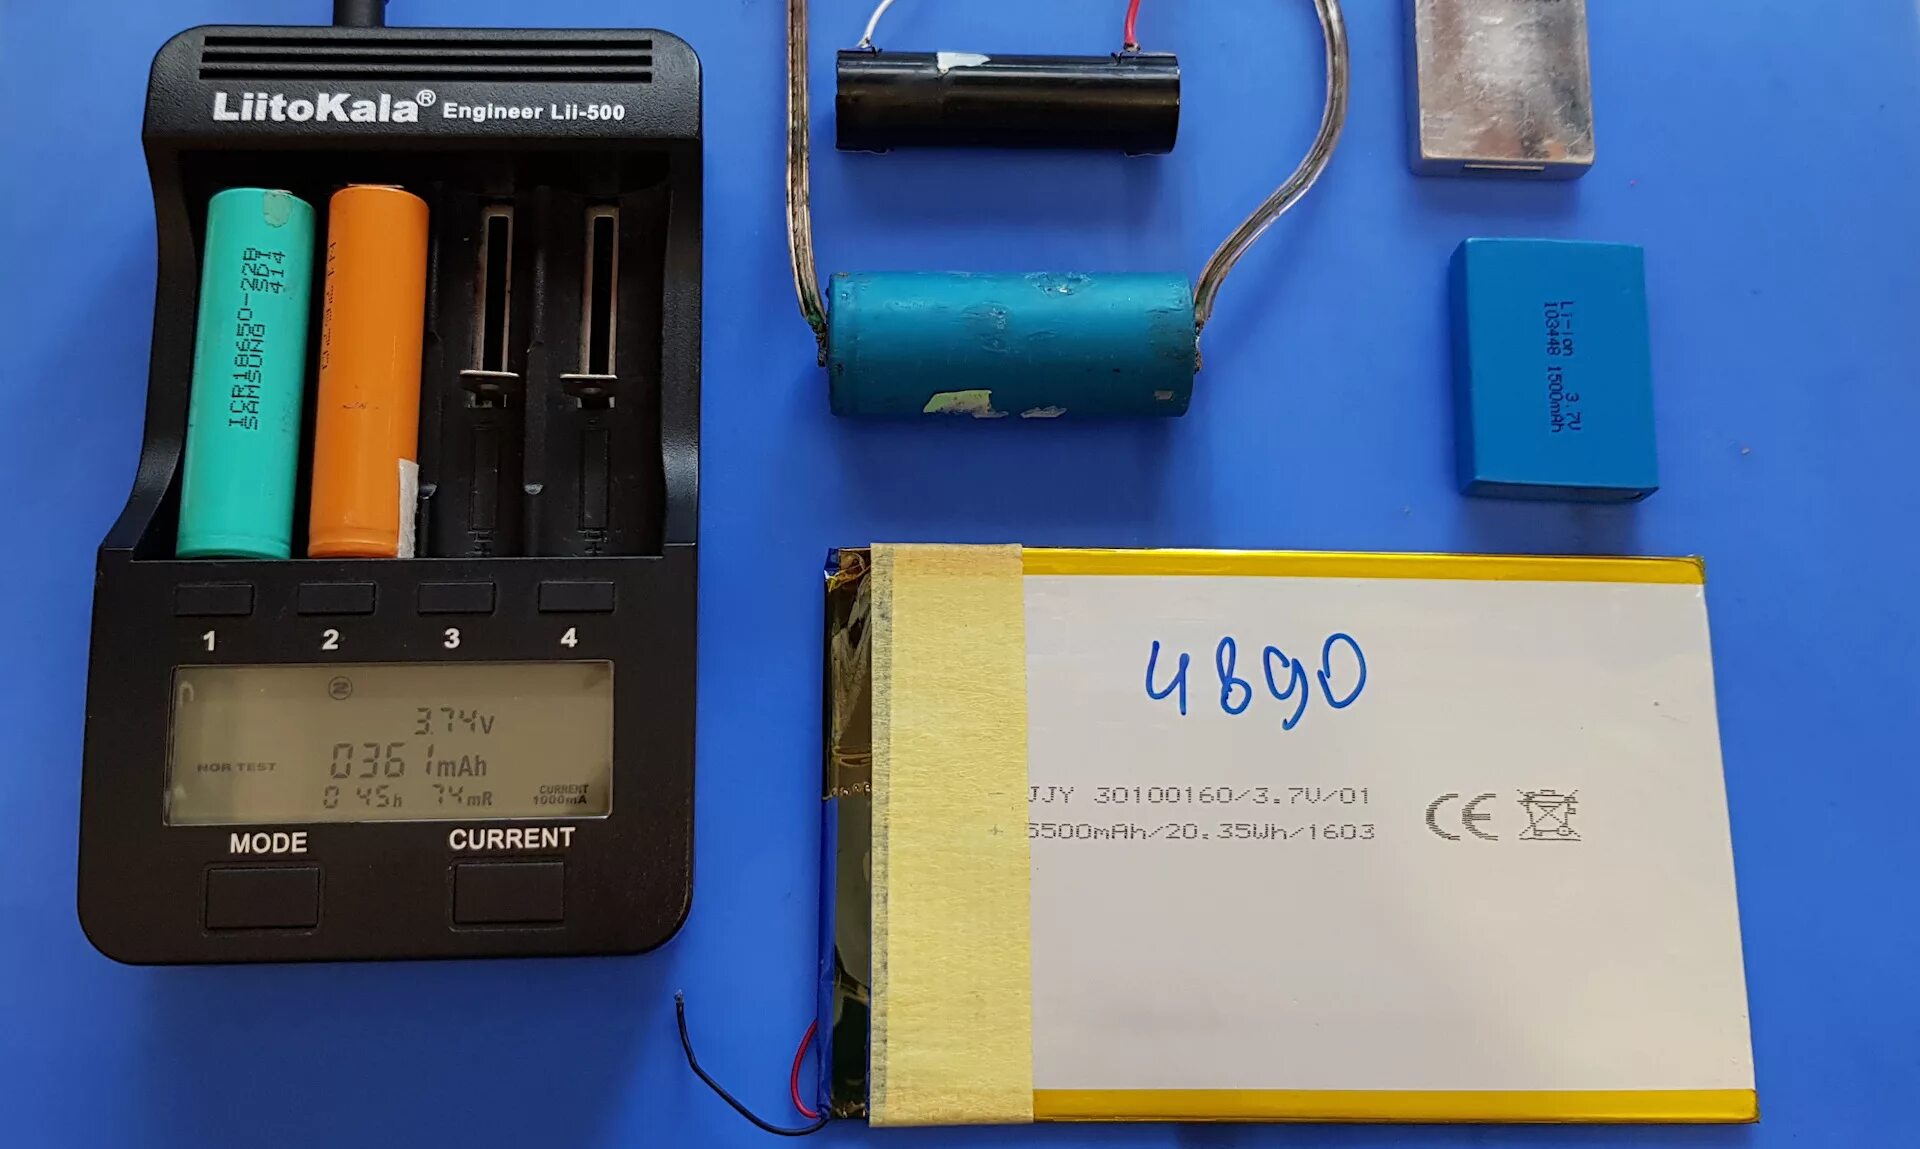 LiitoKala® Engineer Lii-500
ICR18650-22B
SAMSUNG SDI
414
1 2 3 4
2
3.74V
NOR TEST 0361mAh
0:45h 74mR CURRENT 1000mA
MODE CURRENT
Li-ion 3.7V
103448 1500mAh
4890
JJY 30100160/3.7V/01
5500mAh/20.35Wh/1603
CE